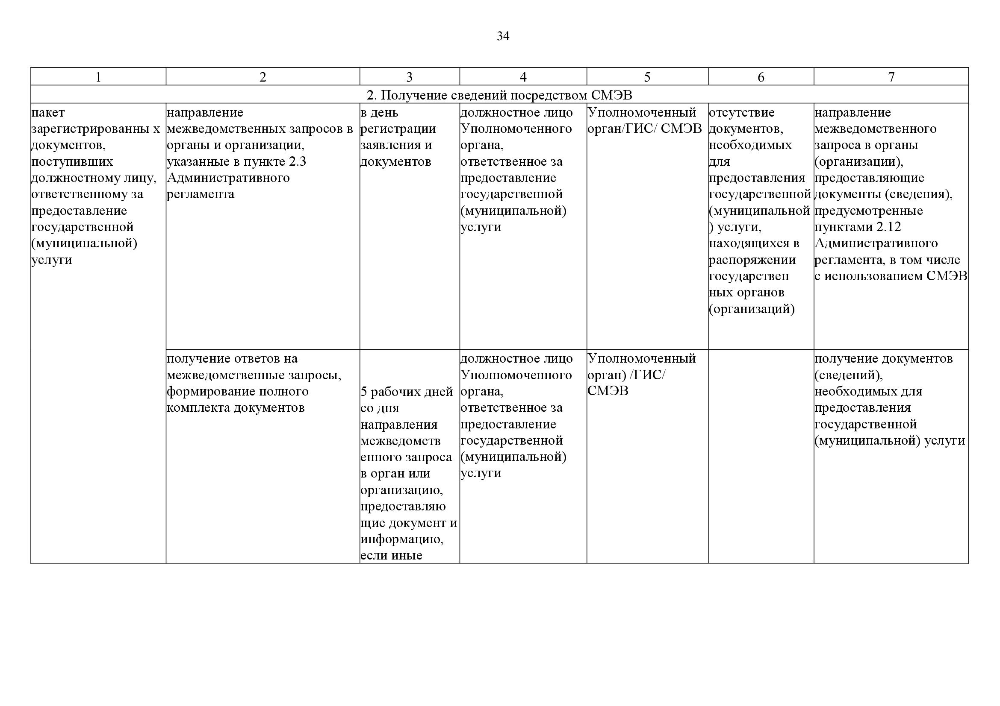 34
1
2
3
4
5
6
7
2. Получение сведений посредством СМЭВ
пакет
зарегистрированны х
документов,
поступивших
должностному лицу,
ответственному за
предоставление
государственной
(муниципальной)
услуги
направление
межведомственных запросов в
органы и организации,
указанные в пункте 2.3
Административного
регламента
в день
регистрации
заявления и
документов
должностное лицо
Уполномоченного
органа,
ответственное за
предоставление
государственной
(муниципальной)
услуги
Уполномоченный
орган/ГИС/ СМЭВ
отсутствие
документов,
необходимых
для
предоставления
государственной
(муниципальной
) услуги,
находящихся в
распоряжении
государствен
ных органов
(организаций)
направление
межведомственного
запроса в органы
(организации),
предоставляющие
документы (сведения),
предусмотренные
пунктами 2.12
Административного
регламента, в том числе
с использованием СМЭВ
получение ответов на
межведомственные запросы,
формирование полного
комплекта документов
5 рабочих дней
со дня
направления
межведомств
енного запроса
в орган или
организацию,
предоставляю
щие документ и
информацию,
если иные
должностное лицо
Уполномоченного
органа,
ответственное за
предоставление
государственной
(муниципальной)
услуги
Уполномоченный
орган) /ГИС/
СМЭВ
получение документов
(сведений),
необходимых для
предоставления
государственной
(муниципальной) услуги